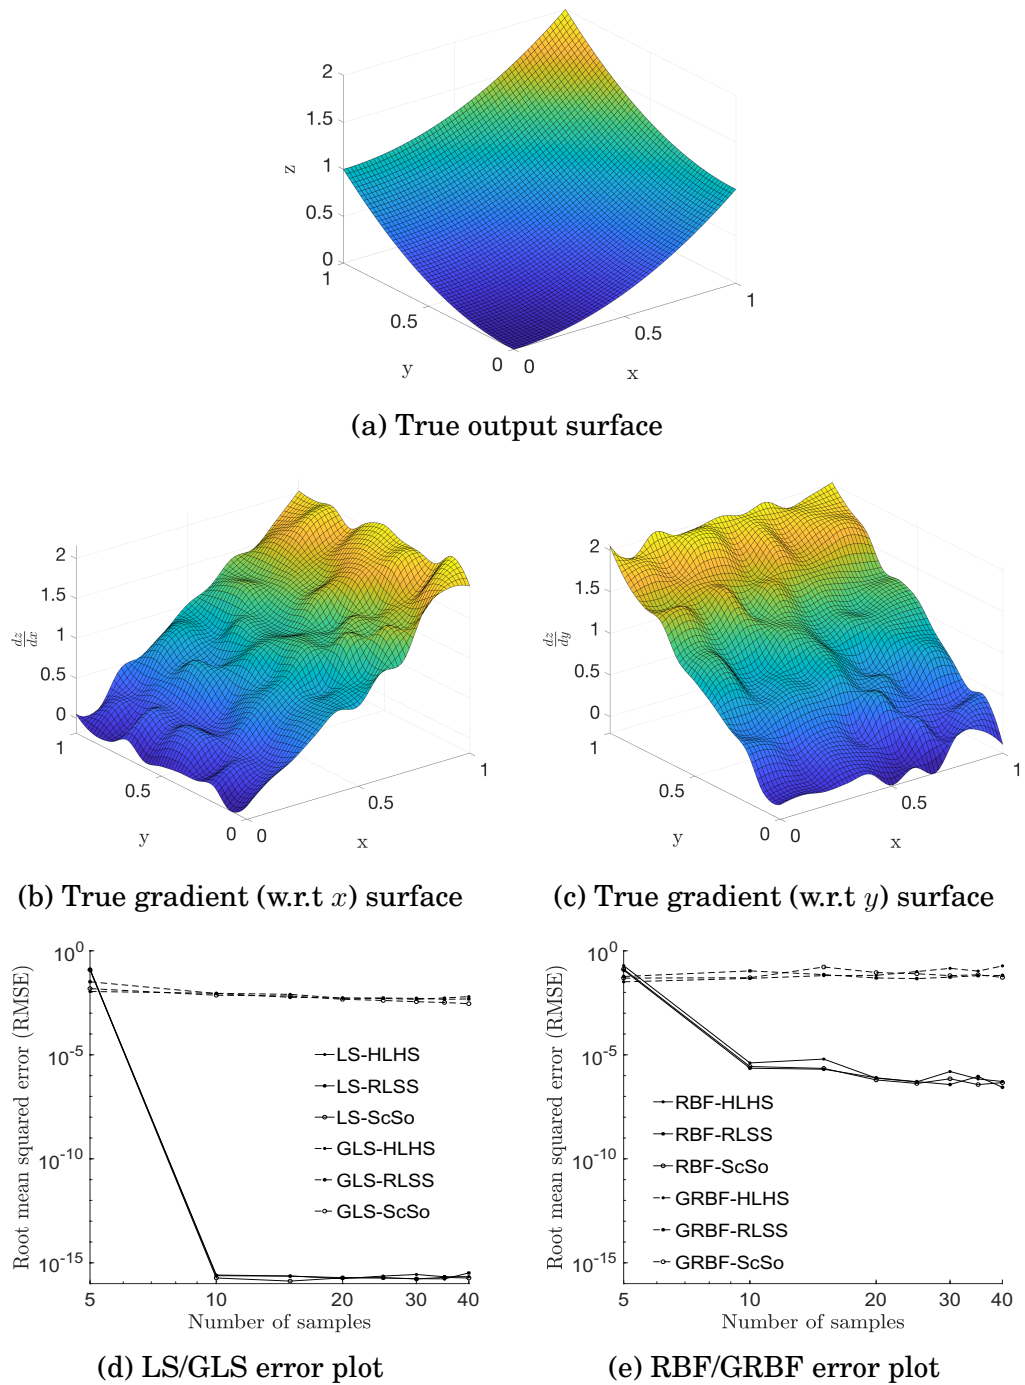 2
1.5
1
0.5
0
z
1
0.5
0
y
0
0.5
1
x
(a) True output surface
2
1.5
1
0.5
0
dz
dx
1
0.5
0
y
0
0.5
1
x
(b) True gradient (w.r.t x) surface
2
1.5
1
0.5
0
dz
dy
1
0.5
0
y
0
0.5
1
x
(c) True gradient (w.r.t y) surface
Root mean squared error (RMSE)
10^0
10^-5
10^-10
10^-15
LS-HLHS
LS-RLSS
LS-ScSo
GLS-HLHS
GLS-RLSS
GLS-ScSo
5 10 20 30 40
Number of samples
(d) LS/GLS error plot
Root mean squared error (RMSE)
10^0
10^-5
10^-10
10^-15
RBF-HLHS
RBF-RLSS
RBF-ScSo
GRBF-HLHS
GRBF-RLSS
GRBF-ScSo
5 10 20 30 40
Number of samples
(e) RBF/GRBF error plot